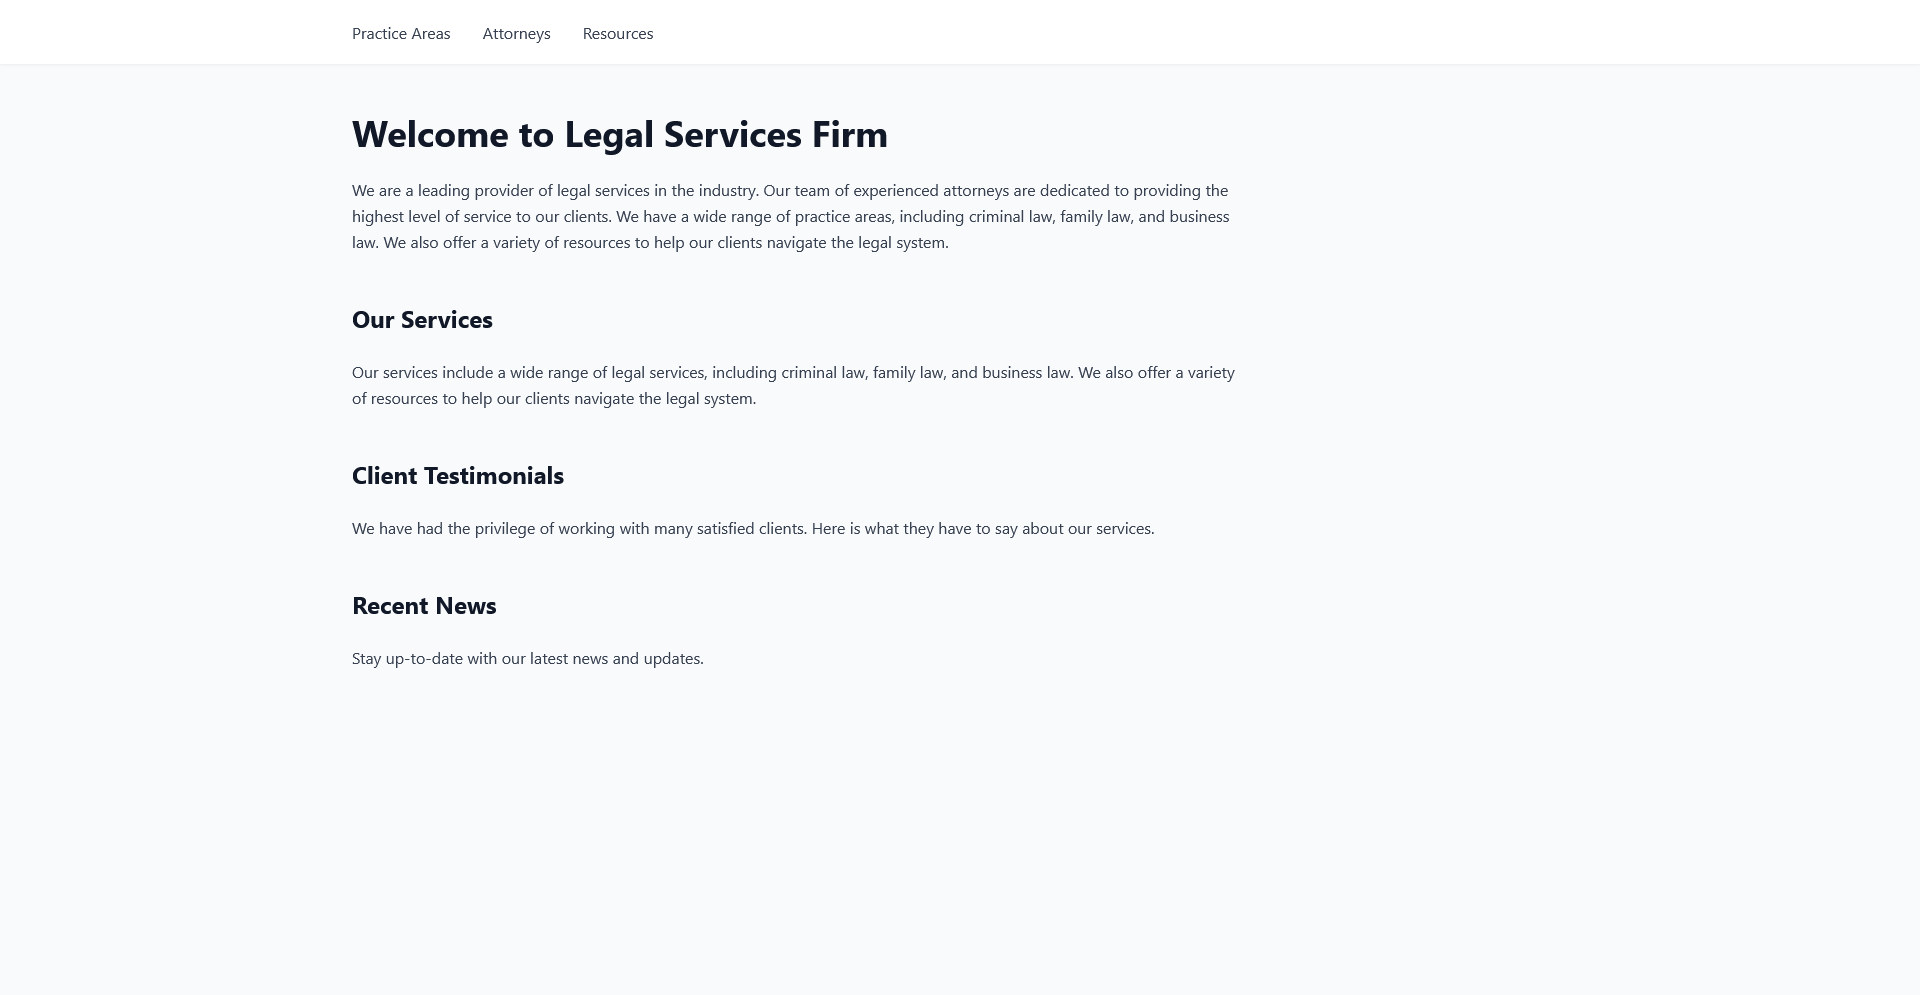 Practice Areas Attorneys Resources
Welcome to Legal Services Firm
We are a leading provider of legal services in the industry. Our team of experienced attorneys are dedicated to providing the
highest level of service to our clients. We have a wide range of practice areas, including criminal law, family law, and business
law. We also offer a variety of resources to help our clients navigate the legal system.
Our Services
Our services include a wide range of legal services, including criminal law, family law, and business law. We also offer a variety
of resources to help our clients navigate the legal system.
Client Testimonials
We have had the privilege of working with many satisfied clients. Here is what they have to say about our services.
Recent News
Stay up-to-date with our latest news and updates.